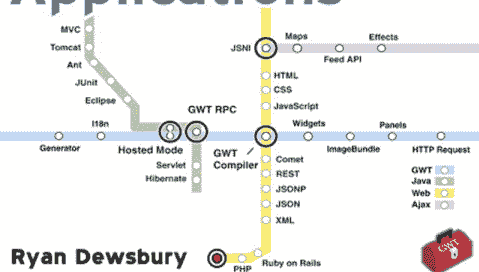 Applications
MVC
Tomcat
Ant
JUnit
Eclipse
JSNI
Maps
Feed API
Effects
HTML
CSS
JavaScript
GWT RPC
Generator
I18n
Hosted Mode
Servlet
Hibernate
GWT
Compiler
Widgets
ImageBundle
Panels
HTTP Request
Comet
REST
JSONP
JSON
XML
GWT
Java
Web
Ajax
Ryan Dewsbury
PHP
Ruby on Rails
GWT